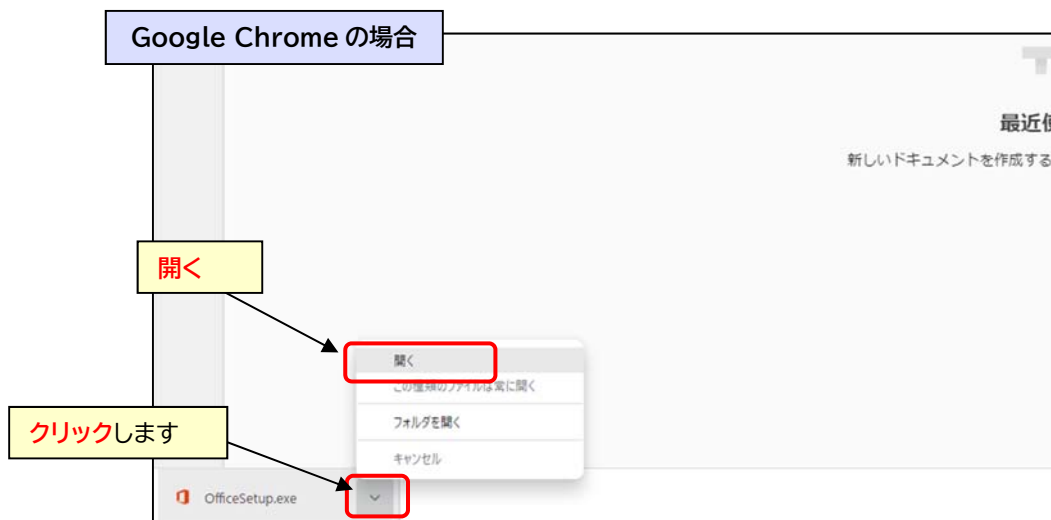 Google Chrome の場合
最近
新しいドキュメントを作成する
開く
開く
この種類のファイルは常に開く
フォルダを開く
クリックします
キャンセル
OfficeSetup.exe